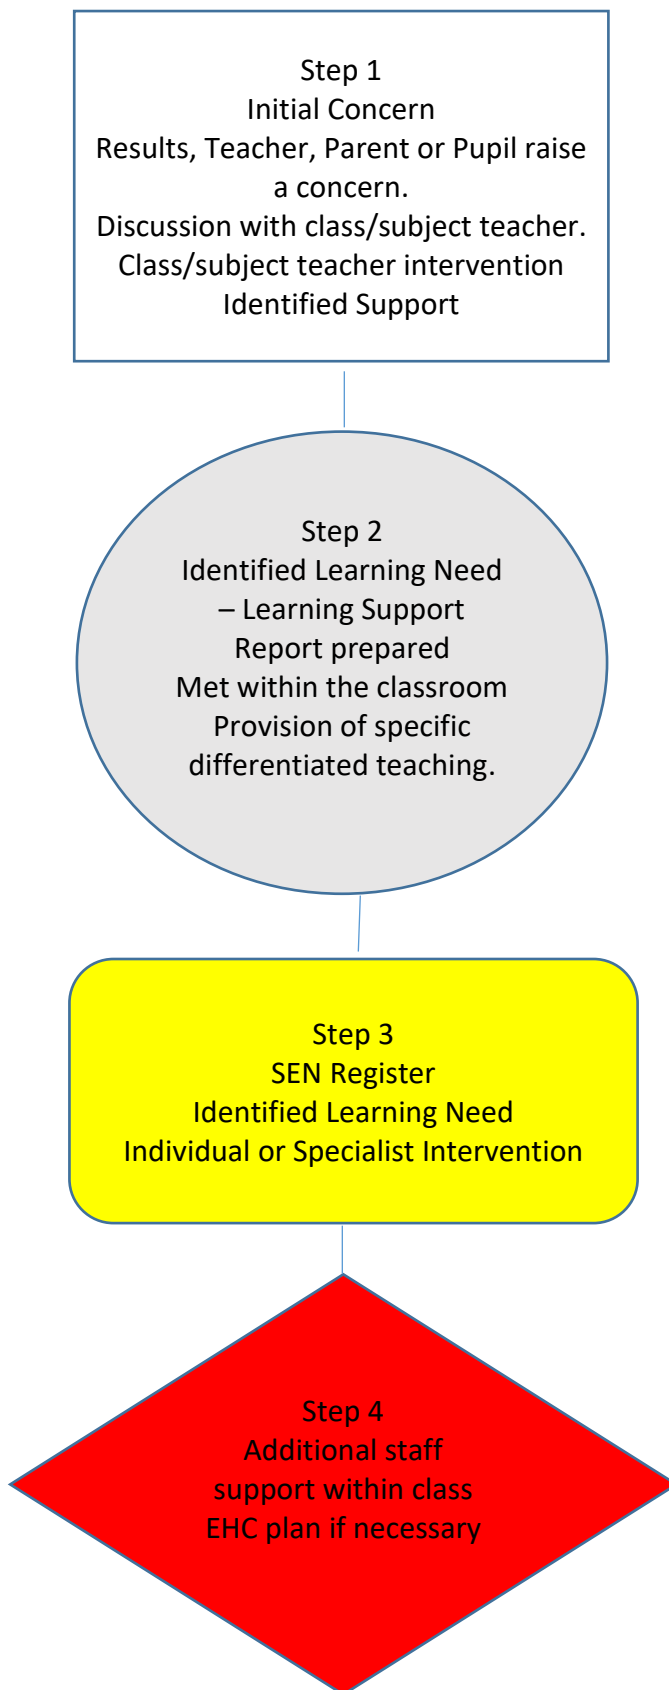 Step 1
Initial Concern
Results, Teacher, Parent or Pupil raise
a concern.
Discussion with class/subject teacher.
Class/subject teacher intervention
Identified Support
Step 2
Identified Learning Need
– Learning Support
Report prepared
Met within the classroom
Provision of specific
differentiated teaching.
Step 3
SEN Register
Identified Learning Need
Individual or Specialist Intervention
Step 4
Additional staff
support within class
EHC plan if necessary